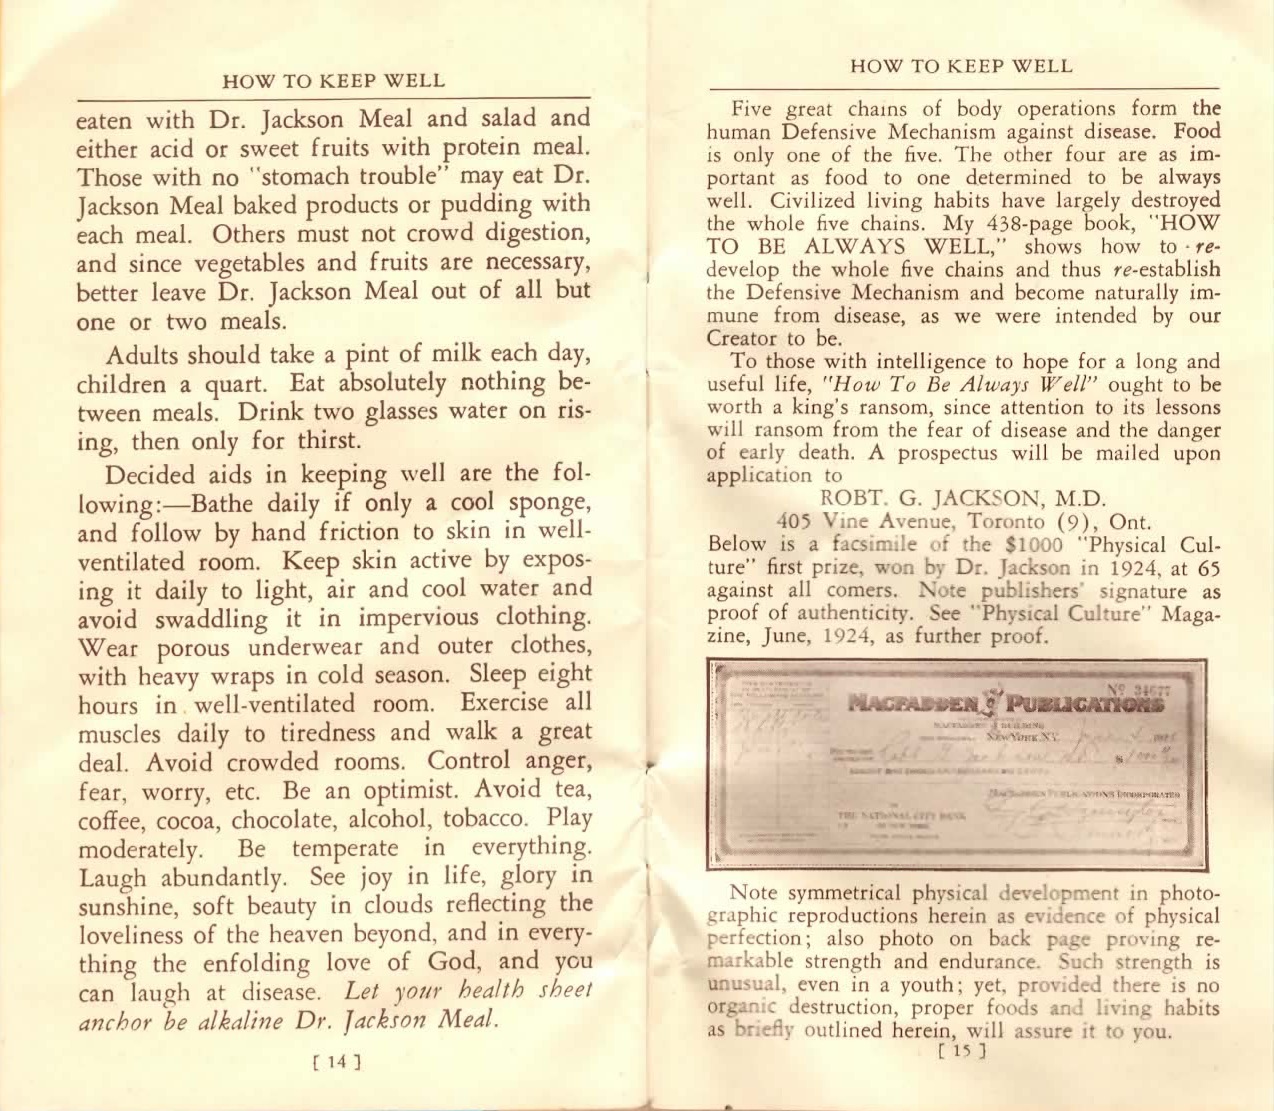 HOW TO KEEP WELL
eaten with Dr. Jackson Meal and salad and
either acid or sweet fruits with protein meal.
Those with no "stomach trouble" may eat Dr.
Jackson Meal baked products or pudding with
each meal. Others must not crowd digestion,
and since vegetables and fruits are necessary,
better leave Dr. Jackson Meal out of all but
one or two meals.
Adults should take a pint of milk each day,
children a quart. Eat absolutely nothing be-
tween meals. Drink two glasses water on ris-
ing, then only for thirst.
Decided aids in keeping well are the fol-
lowing:—Bathe daily if only a cool sponge,
and follow by hand friction to skin in well-
ventilated room. Keep skin active by expos-
ing it daily to light, air and cool water and
avoid swaddling it in impervious clothing.
Wear porous underwear and outer clothes,
with heavy wraps in cold season. Sleep eight
hours in well-ventilated room. Exercise all
muscles daily to tiredness and walk a great
deal. Avoid crowded rooms. Control anger,
fear, worry, etc. Be an optimist. Avoid tea,
coffee, cocoa, chocolate, alcohol, tobacco. Play
moderately. Be temperate in everything.
Laugh abundantly. See joy in life, glory in
sunshine, soft beauty in clouds reflecting the
loveliness of the heaven beyond, and in every-
thing the enfolding love of God, and you
can laugh at disease. Let your health sheet
anchor be alkaline Dr. Jackson Meal.
[ 14 ]
HOW TO KEEP WELL
Five great chains of body operations form the
human Defensive Mechanism against disease. Food
is only one of the five. The other four are as im-
portant as food to one determined to be always
well. Civilized living habits have largely destroyed
the whole five chains. My 438-page book, "HOW
TO BE ALWAYS WELL," shows how to re-
develop the whole five chains and thus re-establish
the Defensive Mechanism and become naturally im-
mune from disease, as we were intended by our
Creator to be.
To those with intelligence to hope for a long and
useful life, "How To Be Always Well" ought to be
worth a king's ransom, since attention to its lessons
will ransom from the fear of disease and the danger
of early death. A prospectus will be mailed upon
application to
ROBT. G. JACKSON, M.D.
405 Vine Avenue, Toronto (9), Ont.
Below is a facsimile of the $1000 "Physical Cul-
ture" first prize, won by Dr. Jackson in 1924, at 65
against all comers. Note publishers' signature as
proof of authenticity. See "Physical Culture" Maga-
zine, June, 1924, as further proof.
MACFADDEN PUBLICATIONS
NEW YORK, N.Y.
MACFADDEN PUBLICATIONS INCORPORATED
THE NATIONAL CITY BANK
OF NEW YORK
Note symmetrical physical development in photo-
graphic reproductions herein as evidence of physical
perfection; also photo on back page proving re-
markable strength and endurance. Such strength is
unusual, even in a youth; yet, provided there is no
organic destruction, proper foods and living habits
as briefly outlined herein, will assure it to you.
[ 15 ]